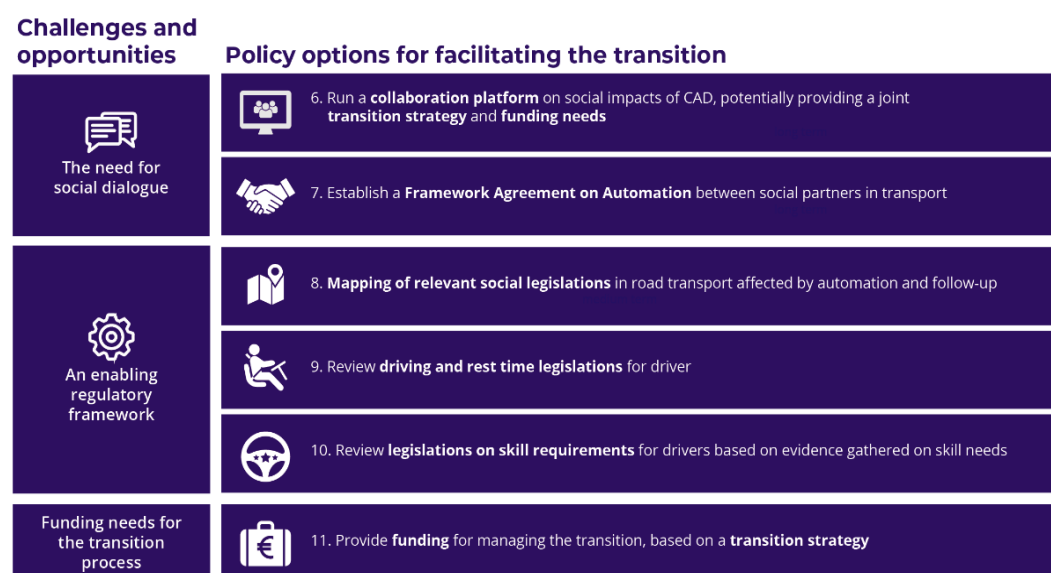 Challenges and
opportunities
Policy options for facilitating the transition
The need for
social dialogue
6. Run a collaboration platform on social impacts of CAD, potentially providing a joint
transition strategy and funding needs
7. Establish a Framework Agreement on Automation between social partners in transport
An enabling
regulatory
framework
8. Mapping of relevant social legislations in road transport affected by automation and follow-up
9. Review driving and rest time legislations for driver
10. Review legislations on skill requirements for drivers based on evidence gathered on skill needs
Funding needs for
the transition
process
€
11. Provide funding for managing the transition, based on a transition strategy